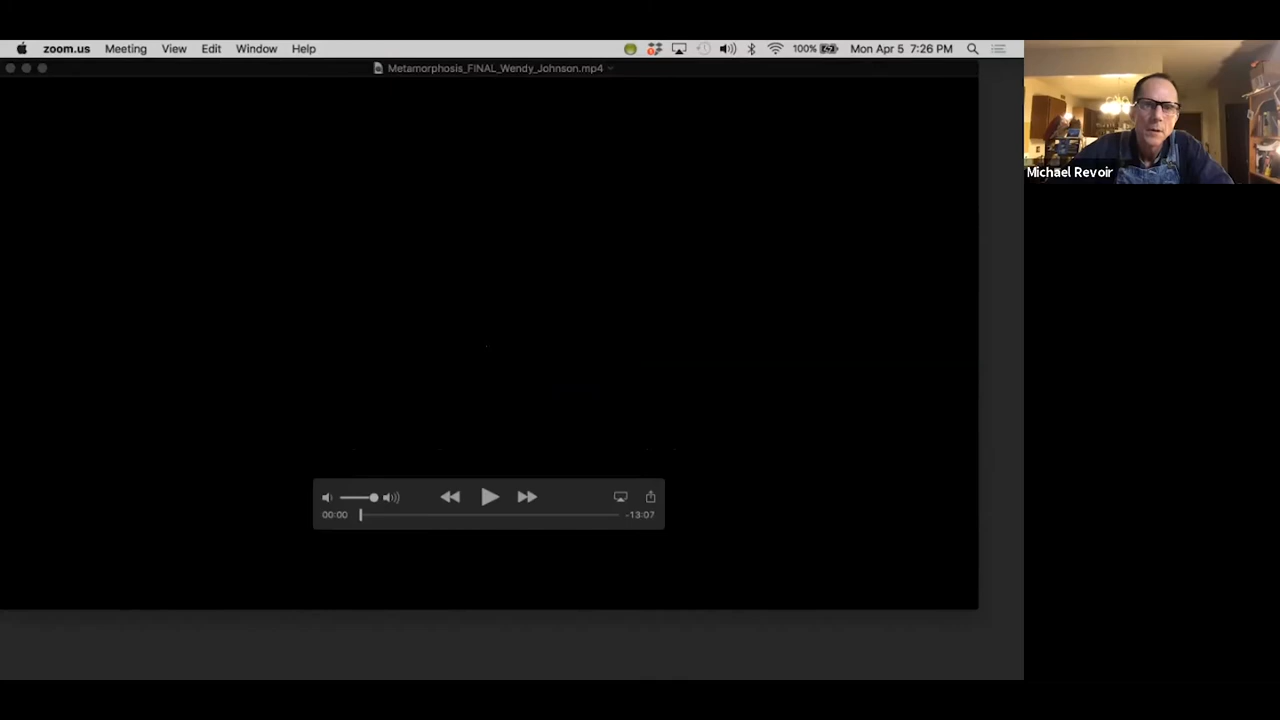 zoom.us Meeting View Edit Window Help 100% Mon Apr 5 7:26 PM
Metamorphosis_FINAL_Wendy_Johnson.mp4
Michael Revoir
00:00 -13:07